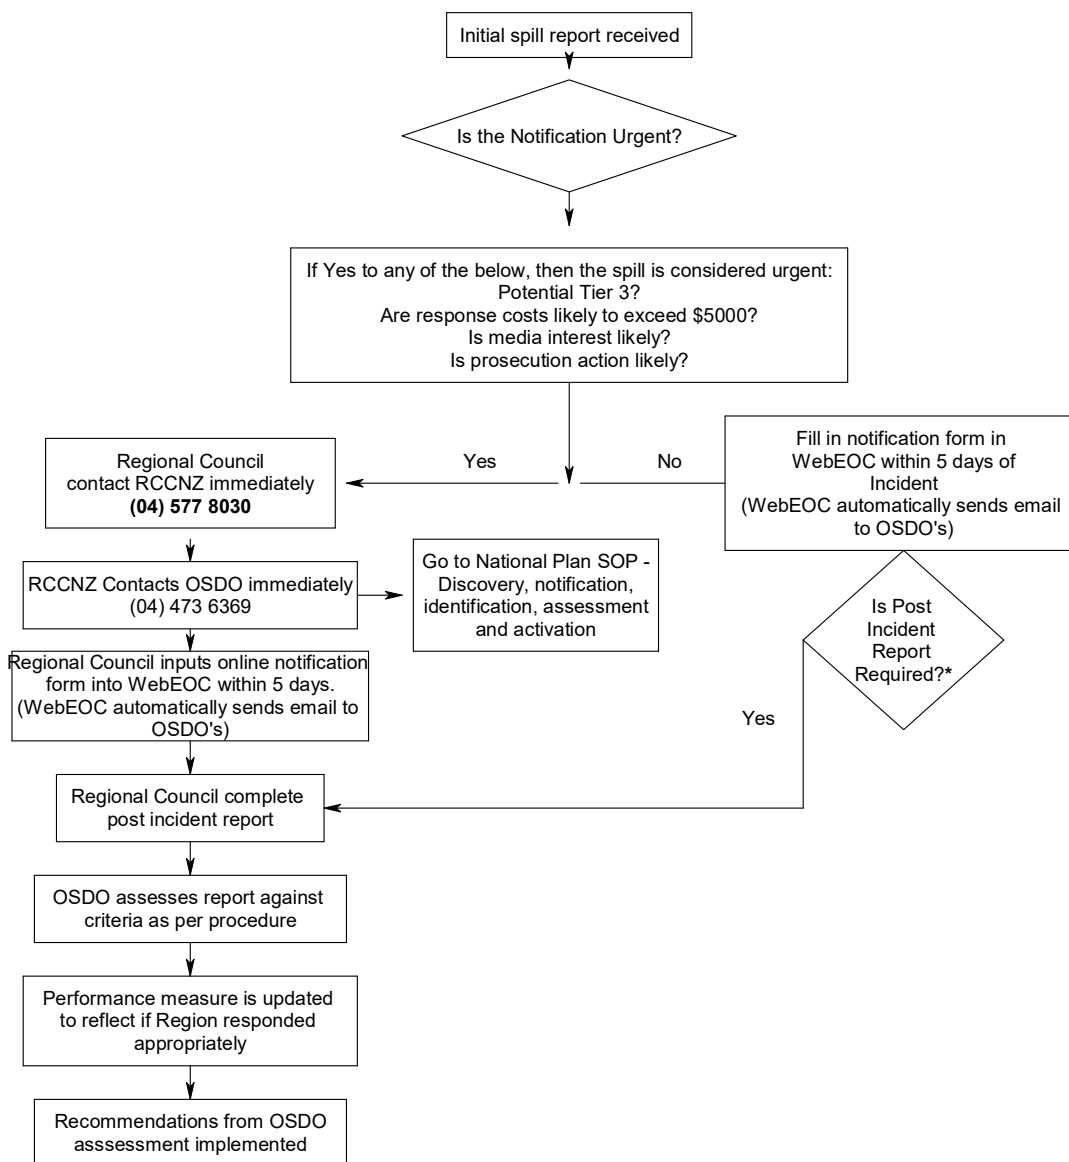 Initial spill report received
Is the Notification Urgent?
If Yes to any of the below, then the spill is considered urgent:
Potential Tier 3?
Are response costs likely to exceed $5000?
Is media interest likely?
Is prosecution action likely?
Yes
No
Regional Council
contact RCCNZ immediately
(04) 577 8030
Fill in notification form in
WebEOC within 5 days of
Incident
(WebEOC automatically sends email
to OSDO's)
RCCNZ Contacts OSDO immediately
(04) 473 6369
Go to National Plan SOP -
Discovery, notification,
identification, assessment
and activation
Is Post
Incident
Report
Required?*
Regional Council inputs online notification
form into WebEOC within 5 days.
(WebEOC automatically sends email to
OSDO's)
Yes
Regional Council complete
post incident report
OSDO assesses report against
criteria as per procedure
Performance measure is updated
to reflect if Region responded
appropriately
Recommendations from OSDO
asssessment implemented